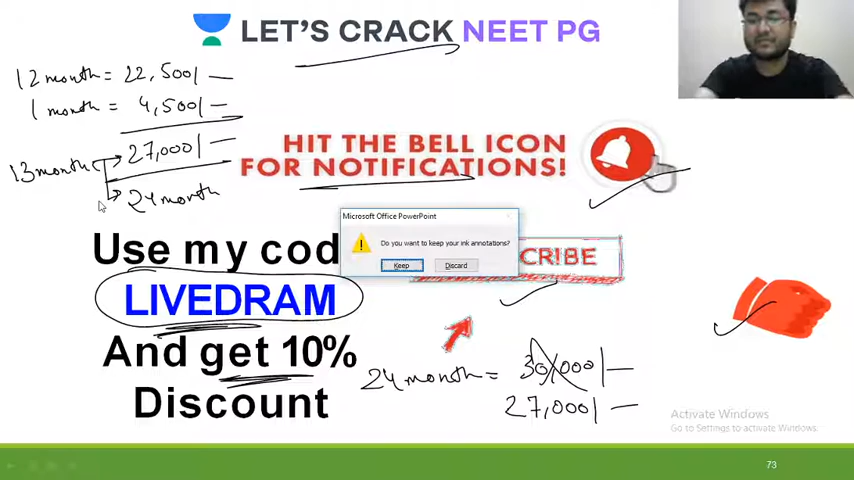 LET'S CRACK NEET PG
12 month = 22,500/-
1 month = 4,500/-
27,000/-
13 month
24 month
HIT THE BELL ICON
FOR NOTIFICATIONS!
Microsoft Office PowerPoint
Do you want to keep your ink annotations?
Keep
Discard
CRIBE
Use my cod
LIVEDRAM
And get 10%
Discount
24 month = 30,000/-
27,000/-
Activate Windows
Go to Settings to activate Windows.
73